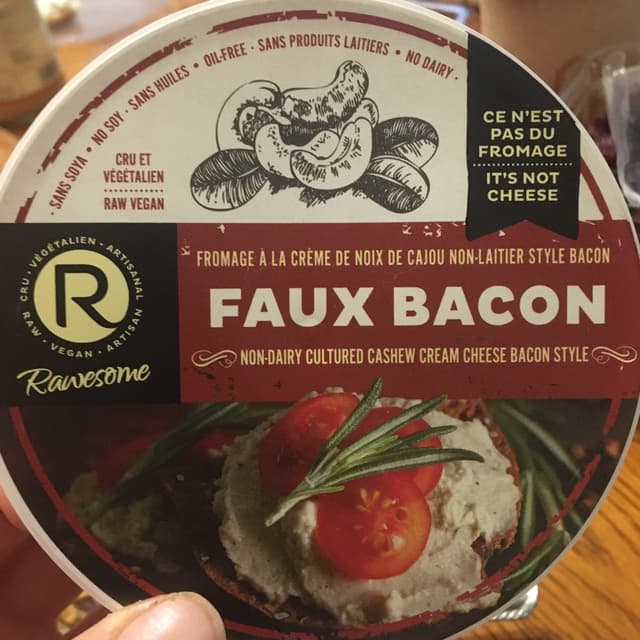 SANS SOYA • NO SOY • SANS HUILES • OIL-FREE • SANS PRODUITS LAITIERS • NO DAIRY •
CRU ET
VÉGÉTALIEN
RAW VEGAN
CE N'EST
PAS DU
FROMAGE
IT'S NOT
CHEESE
CRU • VÉGÉTALIEN • ARTISANAL
R
RAW • VEGAN • ARTISAN
Rawesome
FROMAGE À LA CRÈME DE NOIX DE CAJOU NON-LAITIER STYLE BACON
FAUX BACON
NON-DAIRY CULTURED CASHEW CREAM CHEESE BACON STYLE